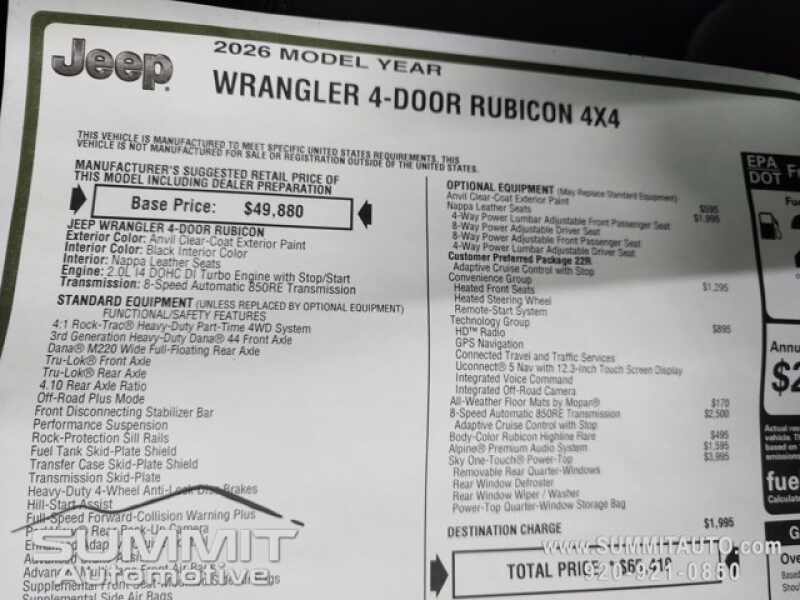 Jeep
2026 MODEL YEAR
WRANGLER 4-DOOR RUBICON 4X4
THIS VEHICLE IS MANUFACTURED TO MEET SPECIFIC UNITED STATES REQUIREMENTS. THIS
VEHICLE IS NOT MANUFACTURED FOR SALE OR REGISTRATION OUTSIDE OF THE UNITED STATES.
MANUFACTURER'S SUGGESTED RETAIL PRICE OF
THIS MODEL INCLUDING DEALER PREPARATION
Base Price: $49,880
JEEP WRANGLER 4-DOOR RUBICON
Exterior Color: Anvil Clear-Coat Exterior Paint
Interior Color: Black Interior Color
Interior: Nappa Leather Seats
Engine: 2.0L I4 DOHC DI Turbo Engine with Stop/Start
Transmission: 8-Speed Automatic 850RE Transmission
STANDARD EQUIPMENT (UNLESS REPLACED BY OPTIONAL EQUIPMENT)
FUNCTIONAL/SAFETY FEATURES
4:1 Rock-Trac® Heavy-Duty Part-Time 4WD System
3rd Generation Heavy-Duty Dana® 44 Front Axle
Dana® M220 Wide Full-Floating Rear Axle
Tru-Lok® Front Axle
Tru-Lok® Rear Axle
4.10 Rear Axle Ratio
Off-Road Plus Mode
Front Disconnecting Stabilizer Bar
Performance Suspension
Rock-Protection Sill Rails
Fuel Tank Skid-Plate Shield
Transfer Case Skid-Plate Shield
Transmission Skid-Plate
Heavy-Duty 4-Wheel Anti-Lock Disc Brakes
Hill-Start Assist
Full-Speed Forward-Collision Warning Plus
Rear Back-Up Camera
OPTIONAL EQUIPMENT (May Replace Standard Equipment)
Anvil Clear-Coat Exterior Paint $595
Nappa Leather Seats $1,995
4-Way Power Lumbar Adjustable Front Passenger Seat
8-Way Power Adjustable Driver Seat
8-Way Power Adjustable Front Passenger Seat
4-Way Power Lumbar Adjustable Driver Seat
Customer Preferred Package 22R
Adaptive Cruise Control with Stop
Convenience Group $1,295
Heated Front Seats
Heated Steering Wheel
Remote-Start System
Technology Group $895
HD™ Radio
GPS Navigation
Connected Travel and Traffic Services
Uconnect® 5 Nav with 12.3-Inch Touch Screen Display
Integrated Voice Command
Integrated Off-Road Camera
All-Weather Floor Mats by Mopar® $170
8-Speed Automatic 850RE Transmission $2,500
Adaptive Cruise Control with Stop
Body-Color Rubicon Highline Flare $495
Alpine® Premium Audio System $1,595
Sky One-Touch® Power-Top $3,995
Removable Rear Quarter-Windows
Rear Window Defroster
Rear Window Wiper / Washer
Power-Top Quarter-Window Storage Bag
DESTINATION CHARGE $1,995
TOTAL PRICE: *
EPA
DOT
Annu
fue
SUMMIT
Automotive
www.SUMMITAUTO.com
920-921-0850